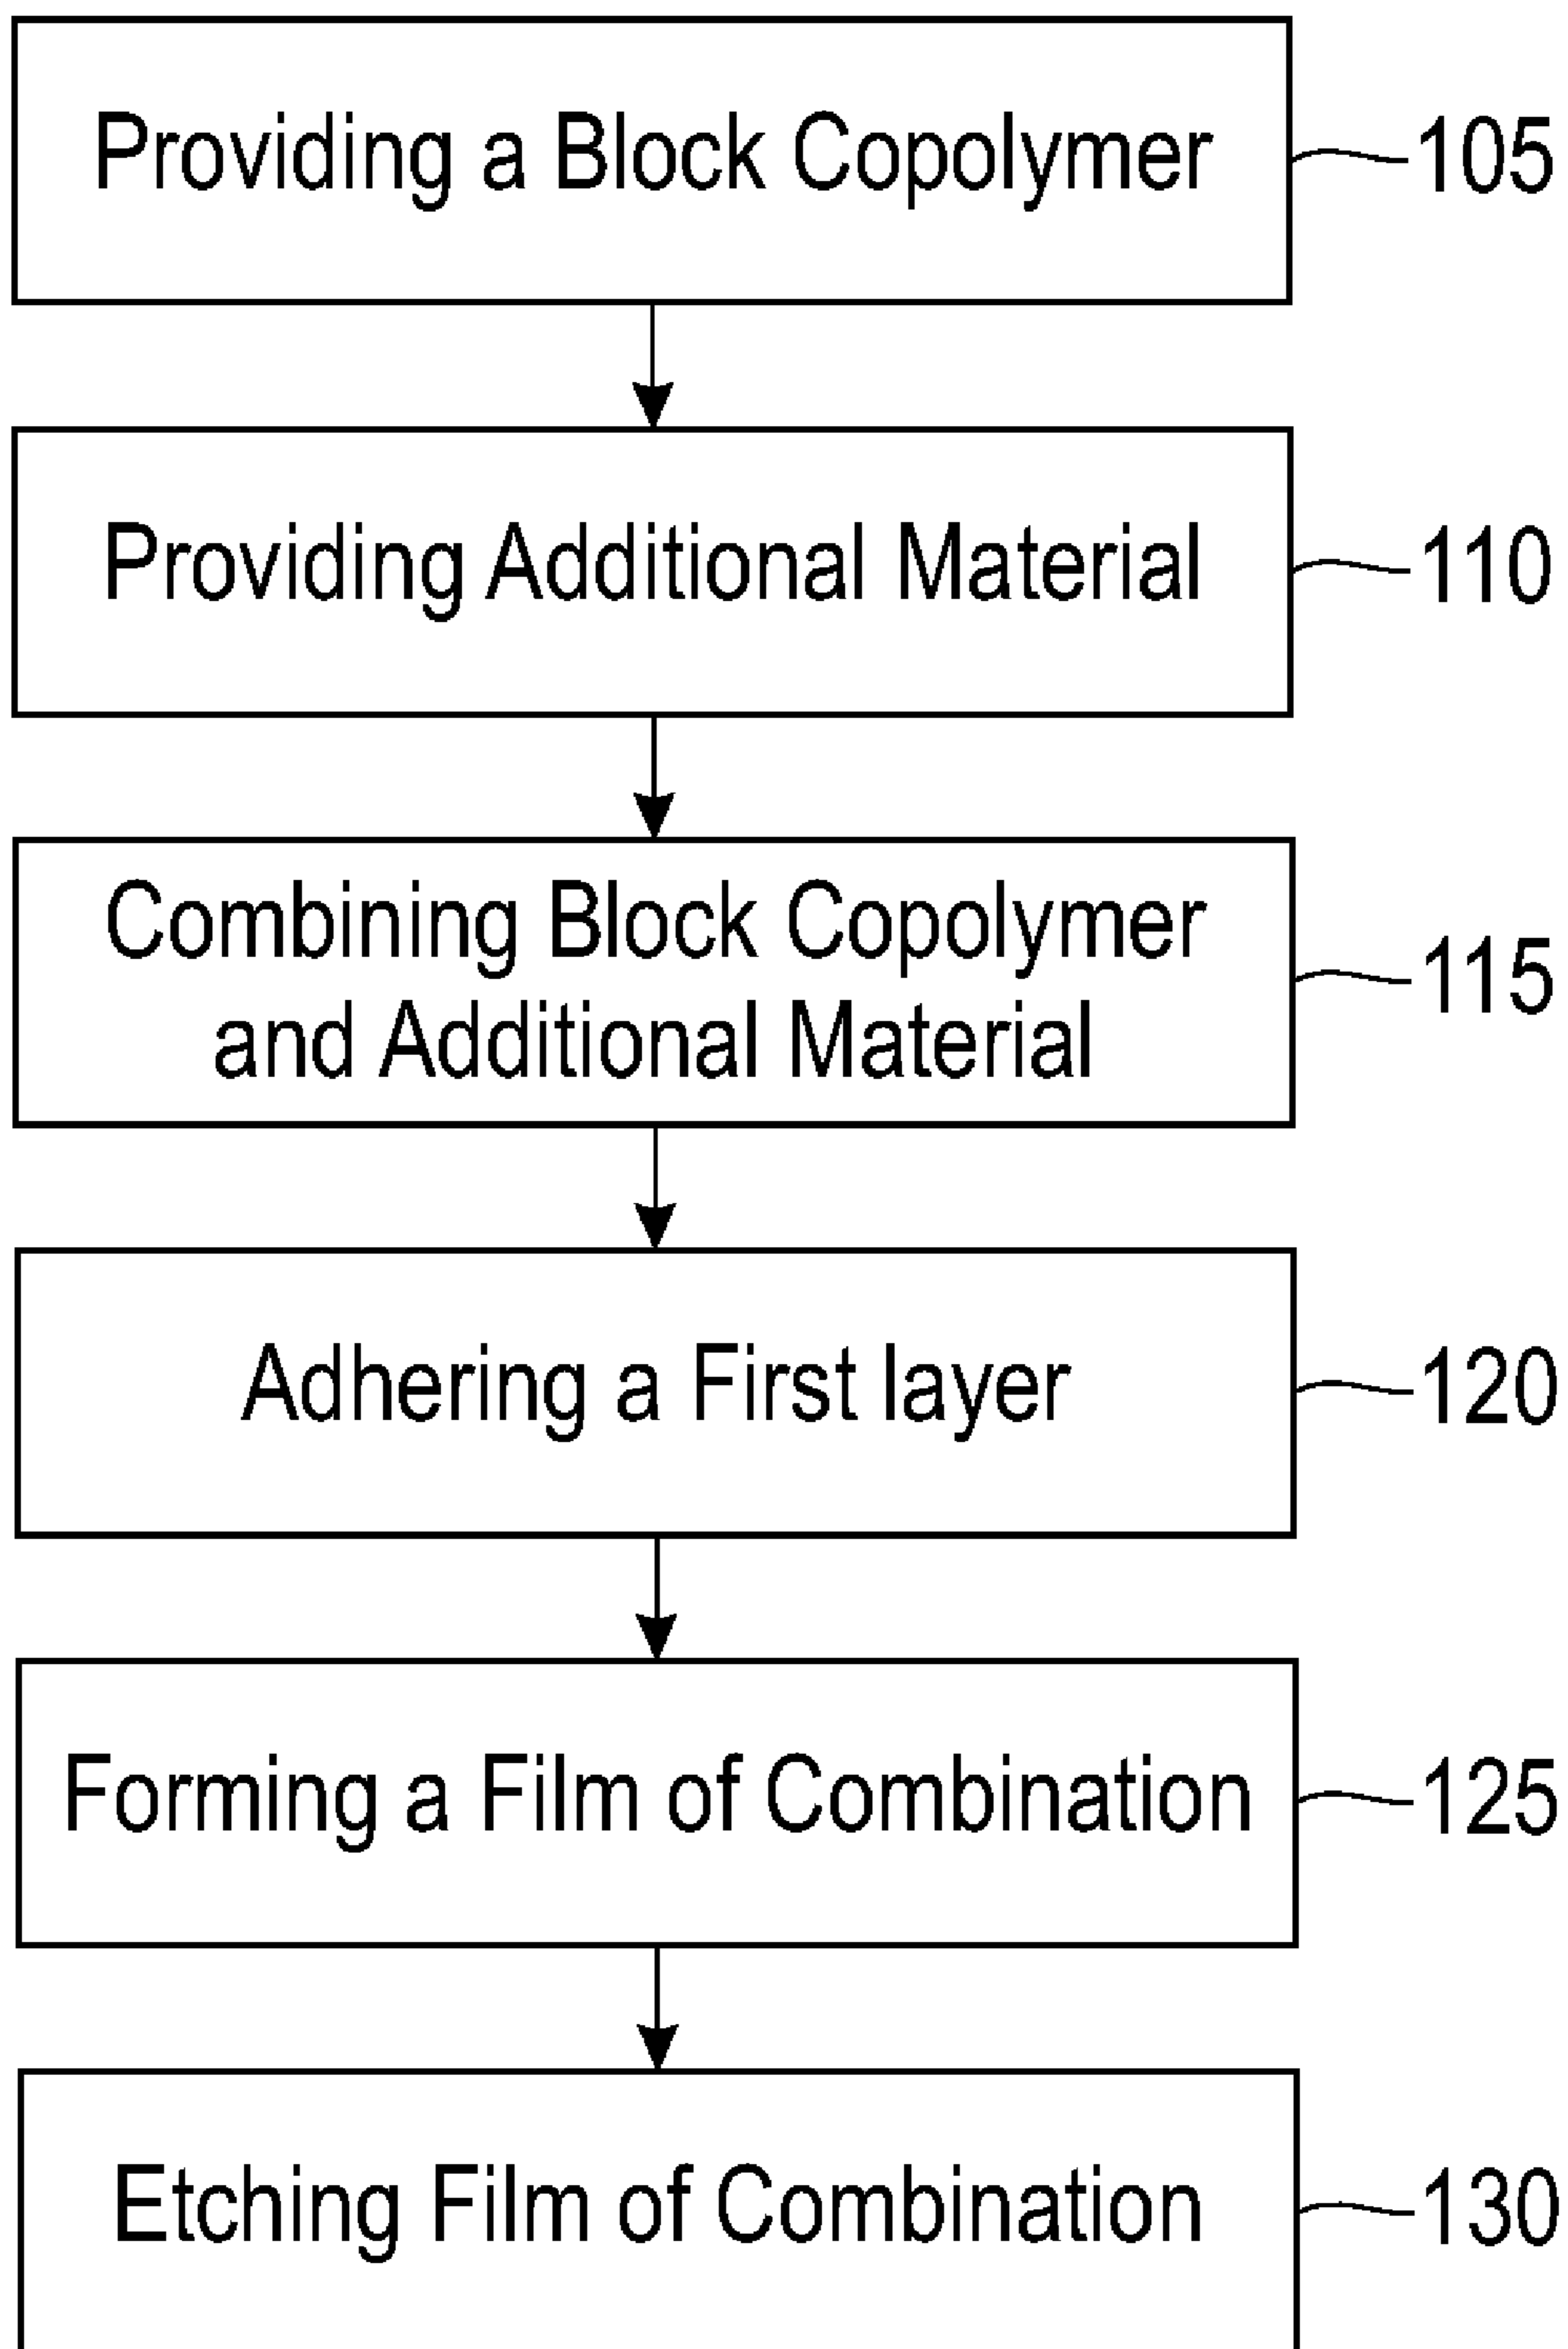 Providing a Block Copolymer
105
Providing Additional Material
110
Combining Block Copolymer
and Additional Material
115
Adhering a First layer
120
Forming a Film of Combination
125
Etching Film of Combination
130